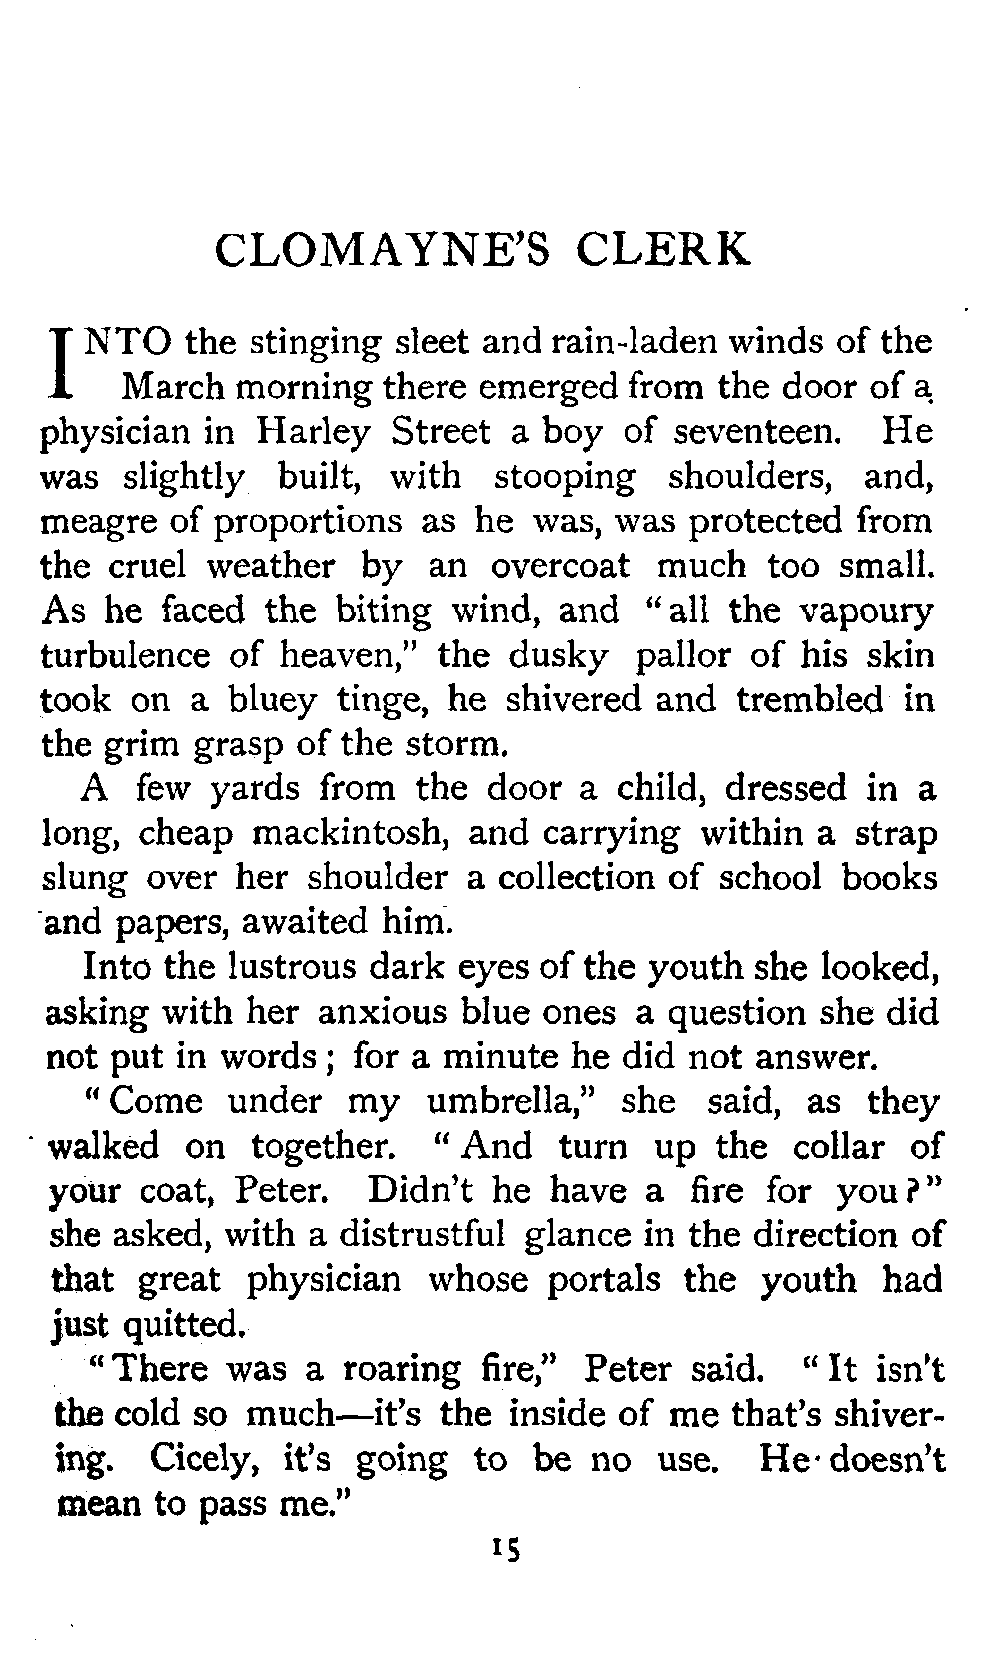 CLOMAYNE'S CLERK
INTO the stinging sleet and rain-laden winds of the
March morning there emerged from the door of a
physician in Harley Street a boy of seventeen. He
was slightly built, with stooping shoulders, and,
meagre of proportions as he was, was protected from
the cruel weather by an overcoat much too small.
As he faced the biting wind, and "all the vapoury
turbulence of heaven," the dusky pallor of his skin
took on a bluey tinge, he shivered and trembled in
the grim grasp of the storm.
A few yards from the door a child, dressed in a
long, cheap mackintosh, and carrying within a strap
slung over her shoulder a collection of school books
and papers, awaited him.
Into the lustrous dark eyes of the youth she looked,
asking with her anxious blue ones a question she did
not put in words; for a minute he did not answer.
"Come under my umbrella," she said, as they
walked on together. "And turn up the collar of
your coat, Peter. Didn't he have a fire for you?"
she asked, with a distrustful glance in the direction of
that great physician whose portals the youth had
just quitted.
"There was a roaring fire," Peter said. "It isn't
the cold so much—it's the inside of me that's shiver-
ing. Cicely, it's going to be no use. He doesn't
mean to pass me."
15